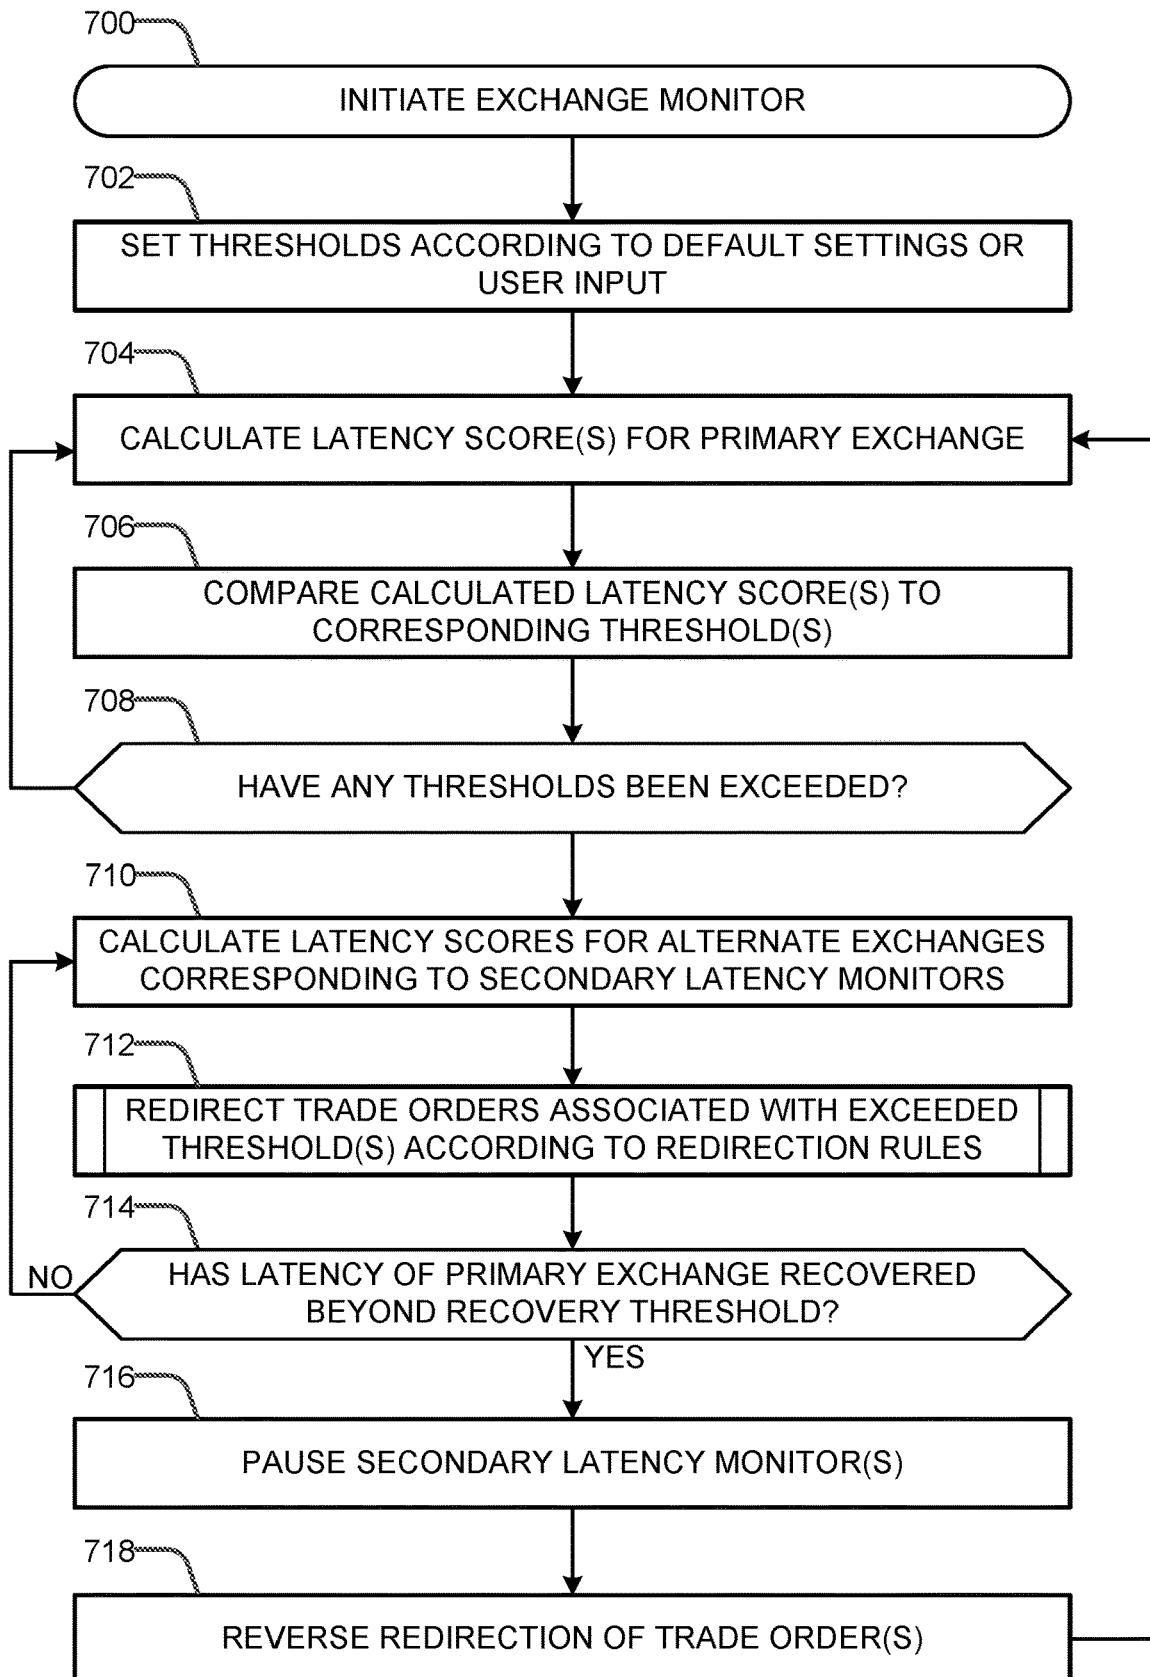 700
INITIATE EXCHANGE MONITOR
702
SET THRESHOLDS ACCORDING TO DEFAULT SETTINGS OR
USER INPUT
704
CALCULATE LATENCY SCORE(S) FOR PRIMARY EXCHANGE
706
COMPARE CALCULATED LATENCY SCORE(S) TO
CORRESPONDING THRESHOLD(S)
708
HAVE ANY THRESHOLDS BEEN EXCEEDED?
710
CALCULATE LATENCY SCORES FOR ALTERNATE EXCHANGES
CORRESPONDING TO SECONDARY LATENCY MONITORS
712
REDIRECT TRADE ORDERS ASSOCIATED WITH EXCEEDED
THRESHOLD(S) ACCORDING TO REDIRECTION RULES
714
HAS LATENCY OF PRIMARY EXCHANGE RECOVERED
BEYOND RECOVERY THRESHOLD?
NO
YES
716
PAUSE SECONDARY LATENCY MONITOR(S)
718
REVERSE REDIRECTION OF TRADE ORDER(S)